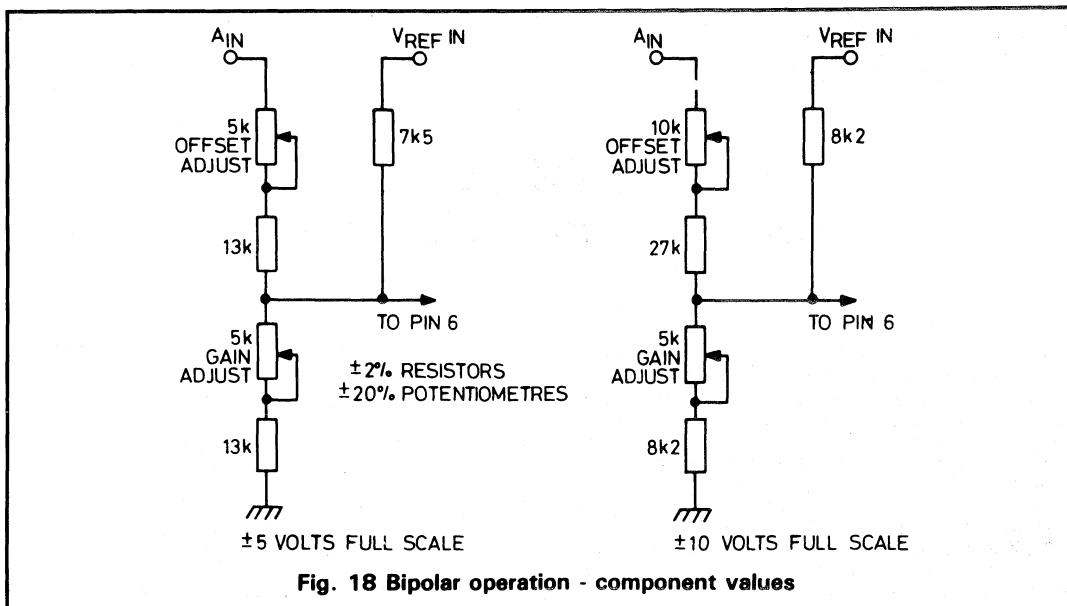 AIN
VREF IN
5k
OFFSET
ADJUST
7k5
13k
TO PIN 6
5k
GAIN
ADJUST
±2% RESISTORS
±20% POTENTIOMETRES
13k
±5 VOLTS FULL SCALE
AIN
VREF IN
10k
OFFSET
ADJUST
8k2
27k
TO PIN 6
5k
GAIN
ADJUST
8k2
±10 VOLTS FULL SCALE
Fig. 18 Bipolar operation - component values